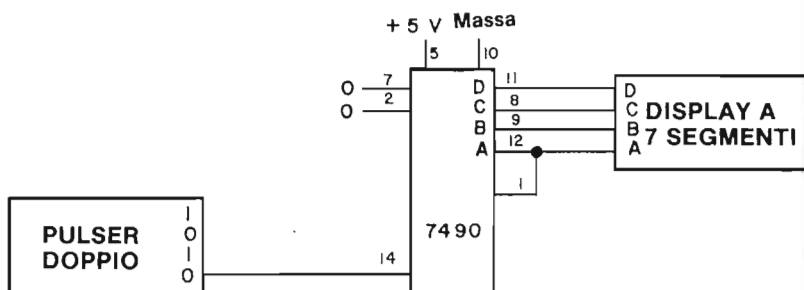 + 5 V Massa
5 10
0 7
0 2
D 11 D
C 8 C
B 9 B
A 12 A
DISPLAY A
7 SEGMENTI
1
7490
14
PULSER
DOPPIO
1
0
1
0